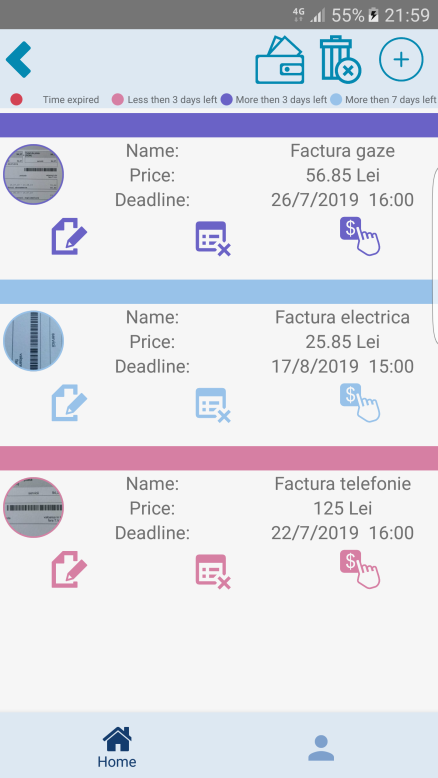 4G 55% 21:59
Time expired Less then 3 days left More then 3 days left More then 7 days left
Name: Factura gaze
Price: 56.85 Lei
Deadline: 26/7/2019 16:00
$
Name: Factura electrica
Price: 25.85 Lei
Deadline: 17/8/2019 15:00
$
Name: Factura telefonie
Price: 125 Lei
Deadline: 22/7/2019 16:00
$
Home